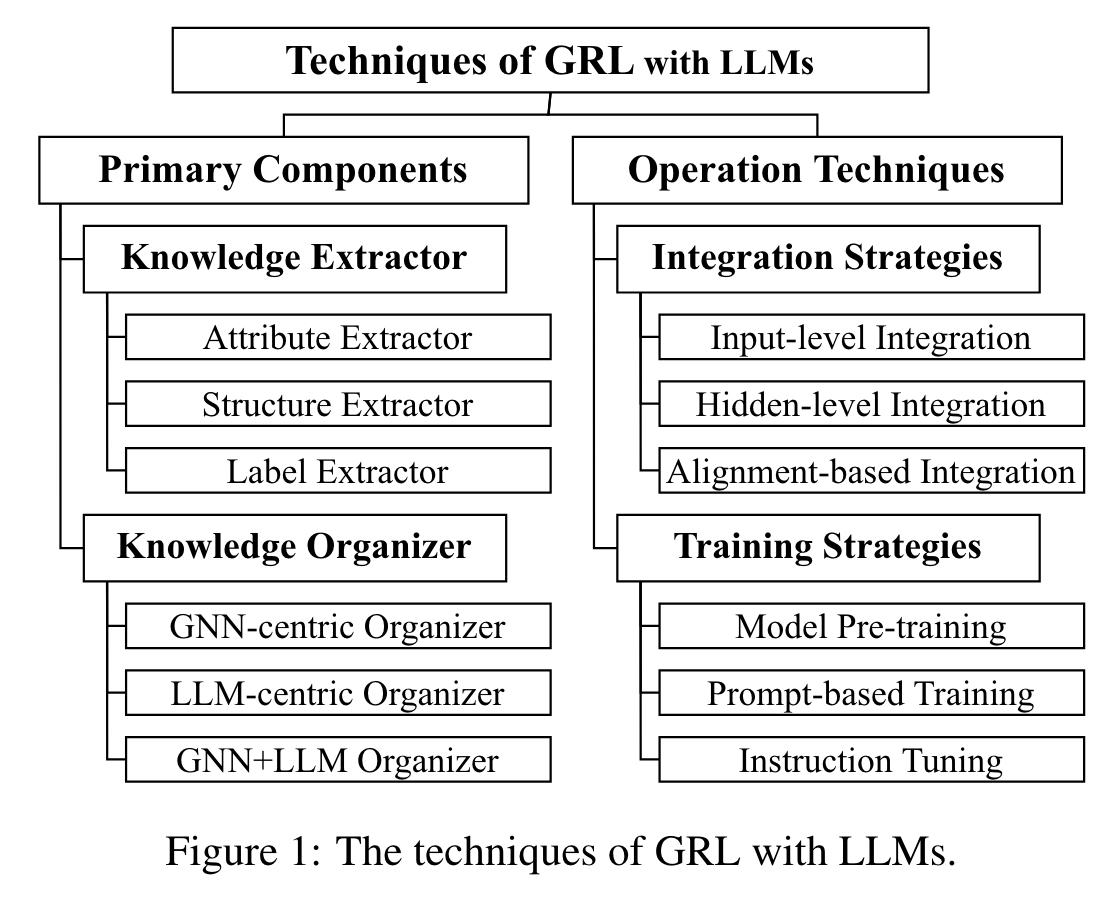 Techniques of GRL with LLMs
Primary Components
Knowledge Extractor
Attribute Extractor
Structure Extractor
Label Extractor
Knowledge Organizer
GNN-centric Organizer
LLM-centric Organizer
GNN+LLM Organizer
Operation Techniques
Integration Strategies
Input-level Integration
Hidden-level Integration
Alignment-based Integration
Training Strategies
Model Pre-training
Prompt-based Training
Instruction Tuning
Figure 1: The techniques of GRL with LLMs.